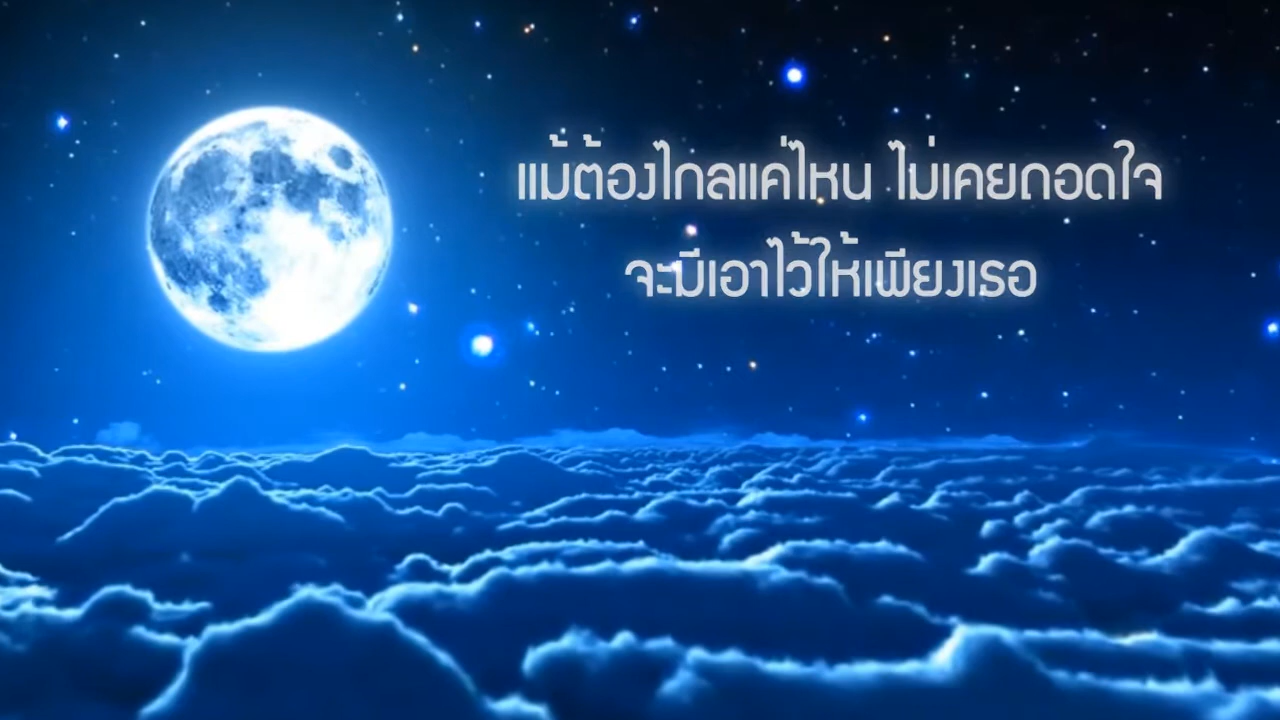 แม้ต้องไกลแค่ไหน ไม่เคยถอดใจ
จะมีเอาไว้ให้เพียงเธอ